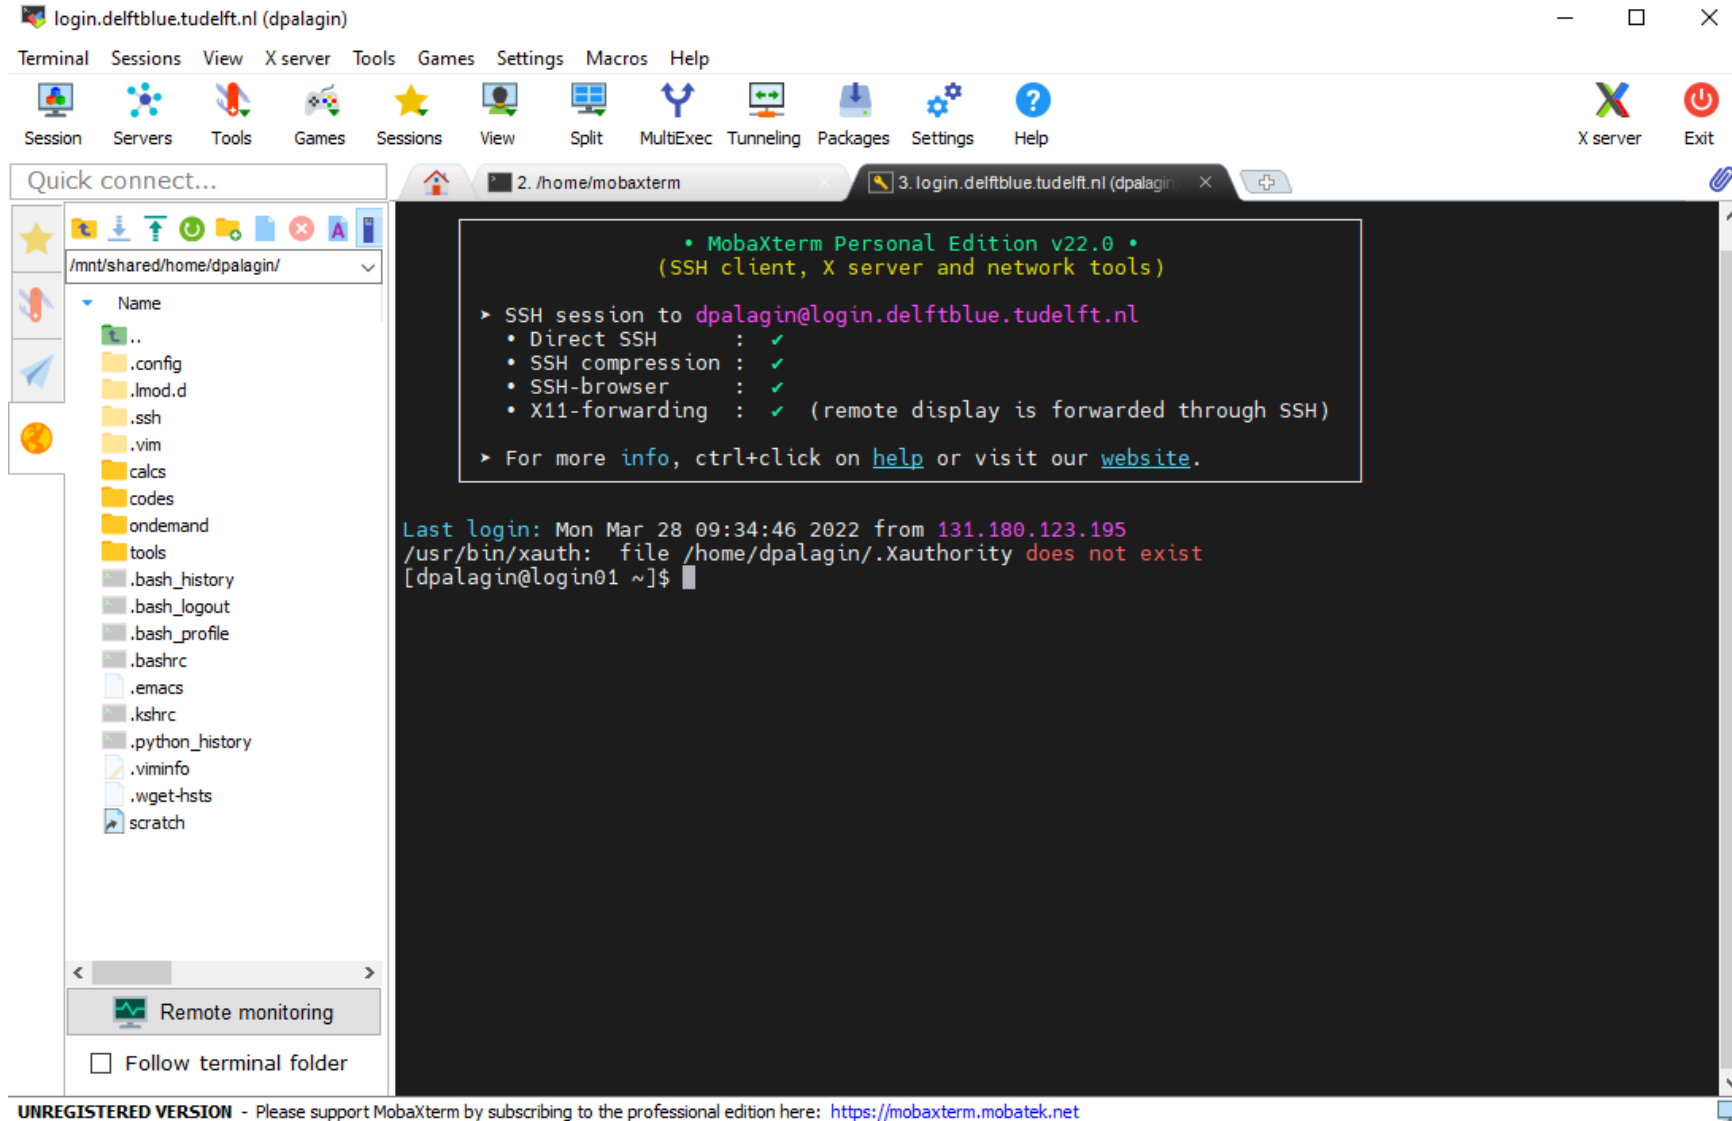 login.delftblue.tudelft.nl (dpalagin)
Terminal Sessions View X server Tools Games Settings Macros Help
Session Servers Tools Games Sessions View Split MultiExec Tunneling Packages Settings Help X server Exit
Quick connect...
2. /home/mobaxterm
3. login.delftblue.tudelft.nl (dpalagin
/mnt/shared/home/dpalagin/
Name
..
.config
.lmod.d
.ssh
.vim
calcs
codes
ondemand
tools
.bash_history
.bash_logout
.bash_profile
.bashrc
.emacs
.kshrc
.python_history
.viminfo
.wget-hsts
scratch
Remote monitoring
Follow terminal folder
• MobaXterm Personal Edition v22.0 •
(SSH client, X server and network tools)
➤ SSH session to dpalagin@login.delftblue.tudelft.nl
• Direct SSH : ✔
• SSH compression : ✔
• SSH-browser : ✔
• X11-forwarding : ✔ (remote display is forwarded through SSH)
➤ For more info, ctrl+click on help or visit our website.
Last login: Mon Mar 28 09:34:46 2022 from 131.180.123.195
/usr/bin/xauth: file /home/dpalagin/.Xauthority does not exist
[dpalagin@login01 ~]$
UNREGISTERED VERSION - Please support MobaXterm by subscribing to the professional edition here: https://mobaxterm.mobatek.net